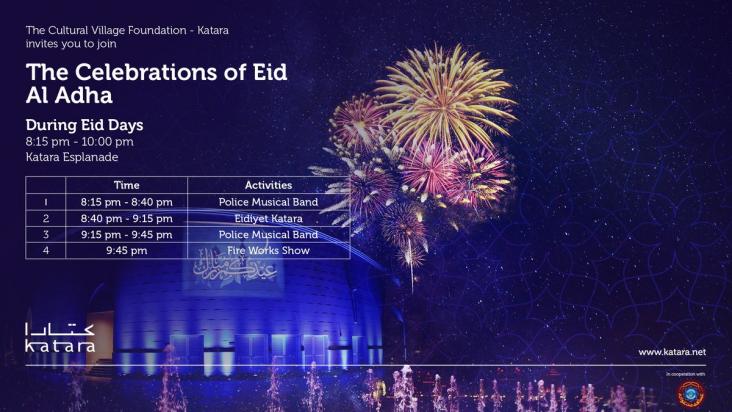 The Cultural Village Foundation - Katara
invites you to join
The Celebrations of Eid
Al Adha
During Eid Days
8:15 pm - 10:00 pm
Katara Esplanade
Time Activities
1 8:15 pm - 8:40 pm Police Musical Band
2 8:40 pm - 9:15 pm Eidiyet Katara
3 9:15 pm - 9:45 pm Police Musical Band
4 9:45 pm Fire Works Show
عيدكم مبارك
كتارا
katara
www.katara.net
in cooperation with